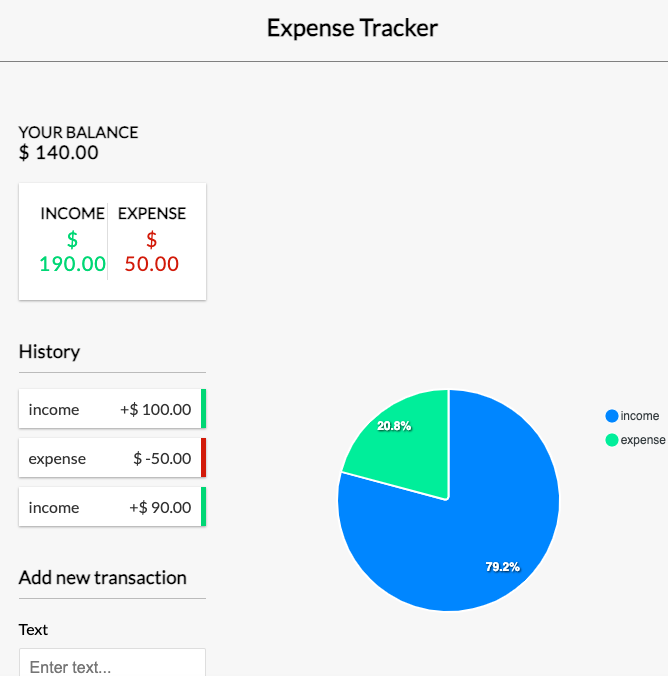 Expense Tracker
YOUR BALANCE
$ 140.00
INCOME EXPENSE
$ $
190.00 50.00
History
income +$ 100.00
expense $ -50.00
income +$ 90.00
20.8%
79.2%
income
expense
Add new transaction
Text
Enter text...